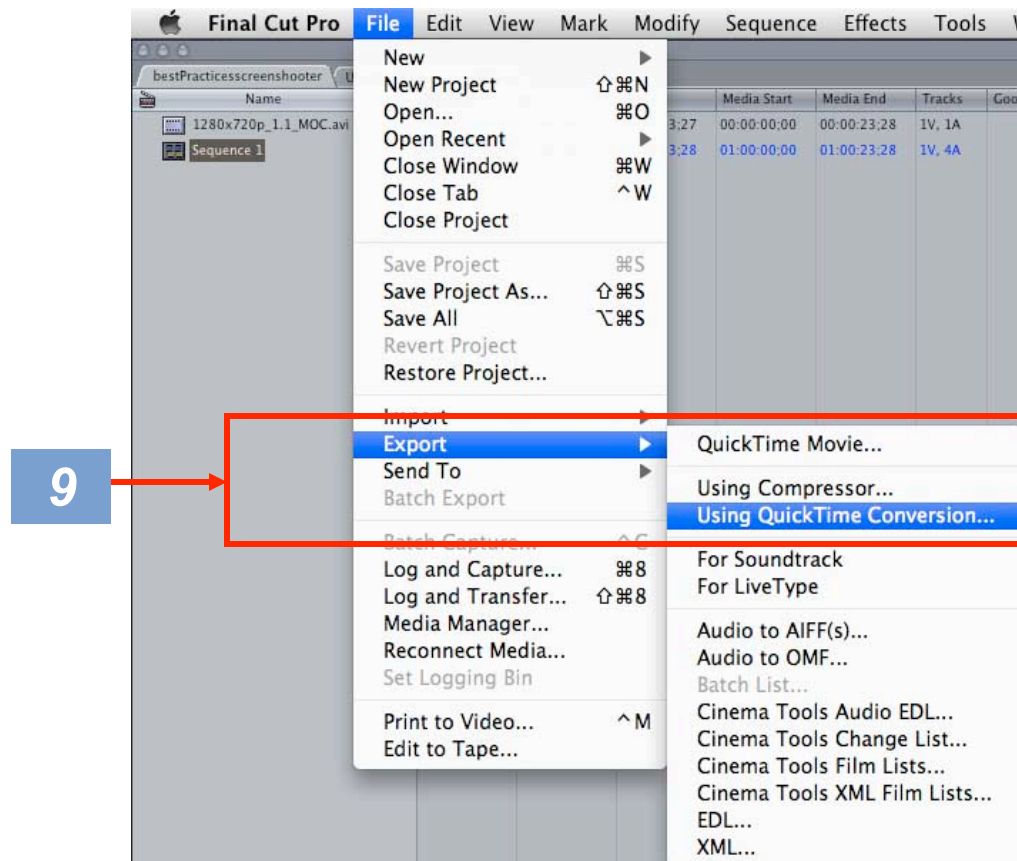 Final Cut Pro File Edit View Mark Modify Sequence Effects Tools
bestPracticesscreenshooter
Name Media Start Media End Tracks
1280x720p_1.1_MOC.avi 3;27 00:00:00;00 00:00:23;28 1V, 1A
Sequence 1 3;28 01:00:00;00 01:00:23;28 1V, 4A
New
New Project ⇧⌘N
Open... ⌘O
Open Recent
Close Window ⌘W
Close Tab ^W
Close Project
Save Project ⌘S
Save Project As... ⇧⌘S
Save All ⌥⌘S
Revert Project
Restore Project...
Import
Export
Send To
Batch Export
Batch Capture... ^C
Log and Capture... ⌘8
Log and Transfer... ⇧⌘8
Media Manager...
Reconnect Media...
Set Logging Bin
Print to Video... ^M
Edit to Tape...
QuickTime Movie...
Using Compressor...
Using QuickTime Conversion...
For Soundtrack
For LiveType
Audio to AIFF(s)...
Audio to OMF...
Batch List...
Cinema Tools Audio EDL...
Cinema Tools Change List...
Cinema Tools Film Lists...
Cinema Tools XML Film Lists...
EDL...
XML...
9